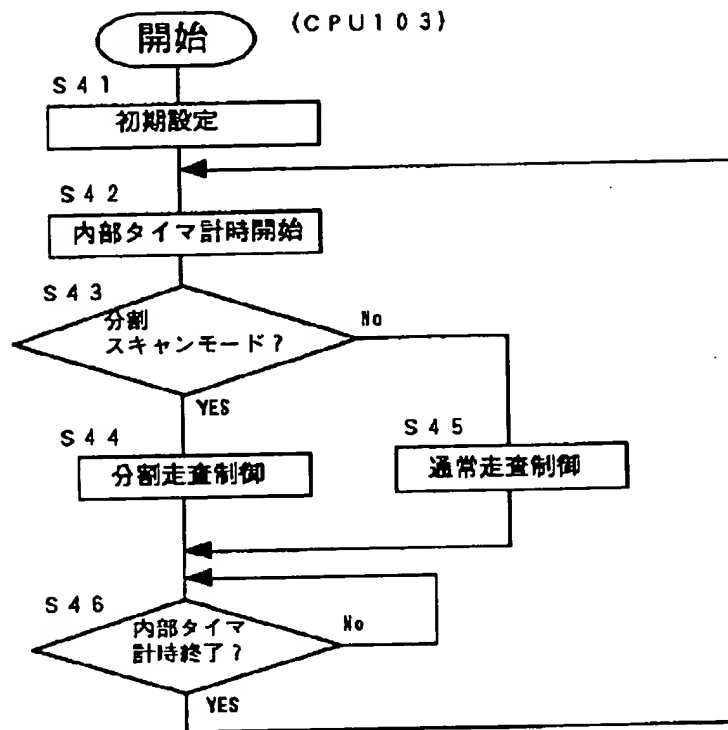 開始
(CPU103)
S41
初期設定
S42
内部タイマ計時開始
S43
分割
スキャンモード?
No
YES
S44
分割走査制御
S45
通常走査制御
S46
内部タイマ
計時終了?
No
YES